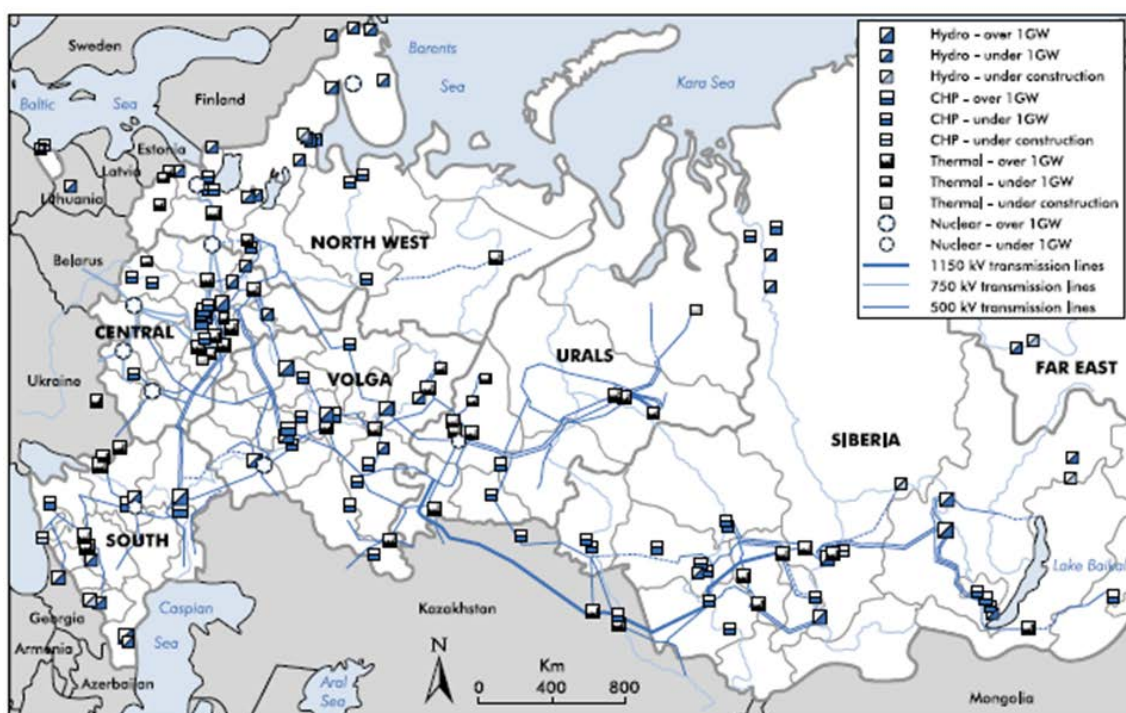 Sweden
Finland
Baltic
Sea
Estonia
Latvia
Lithuania
Belarus
Ukraine
Georgia
Armenia
Azerbaijan
Barents
Sea
Kara Sea
NORTH WEST
CENTRAL
VOLGA
URALS
SOUTH
SIBERIA
FAR EAST
Caspian
Sea
Aral
Sea
Kazakhstan
Mongolia
Lake Baikal
N
Km
0 400 800
Hydro – over 1GW
Hydro – under 1GW
Hydro – under construction
CHP – over 1GW
CHP – under 1GW
CHP – under construction
Thermal – over 1GW
Thermal – under 1GW
Thermal – under construction
Nuclear – over 1GW
Nuclear – under 1GW
1150 kV transmission lines
750 kV transmission lines
500 kV transmission lines